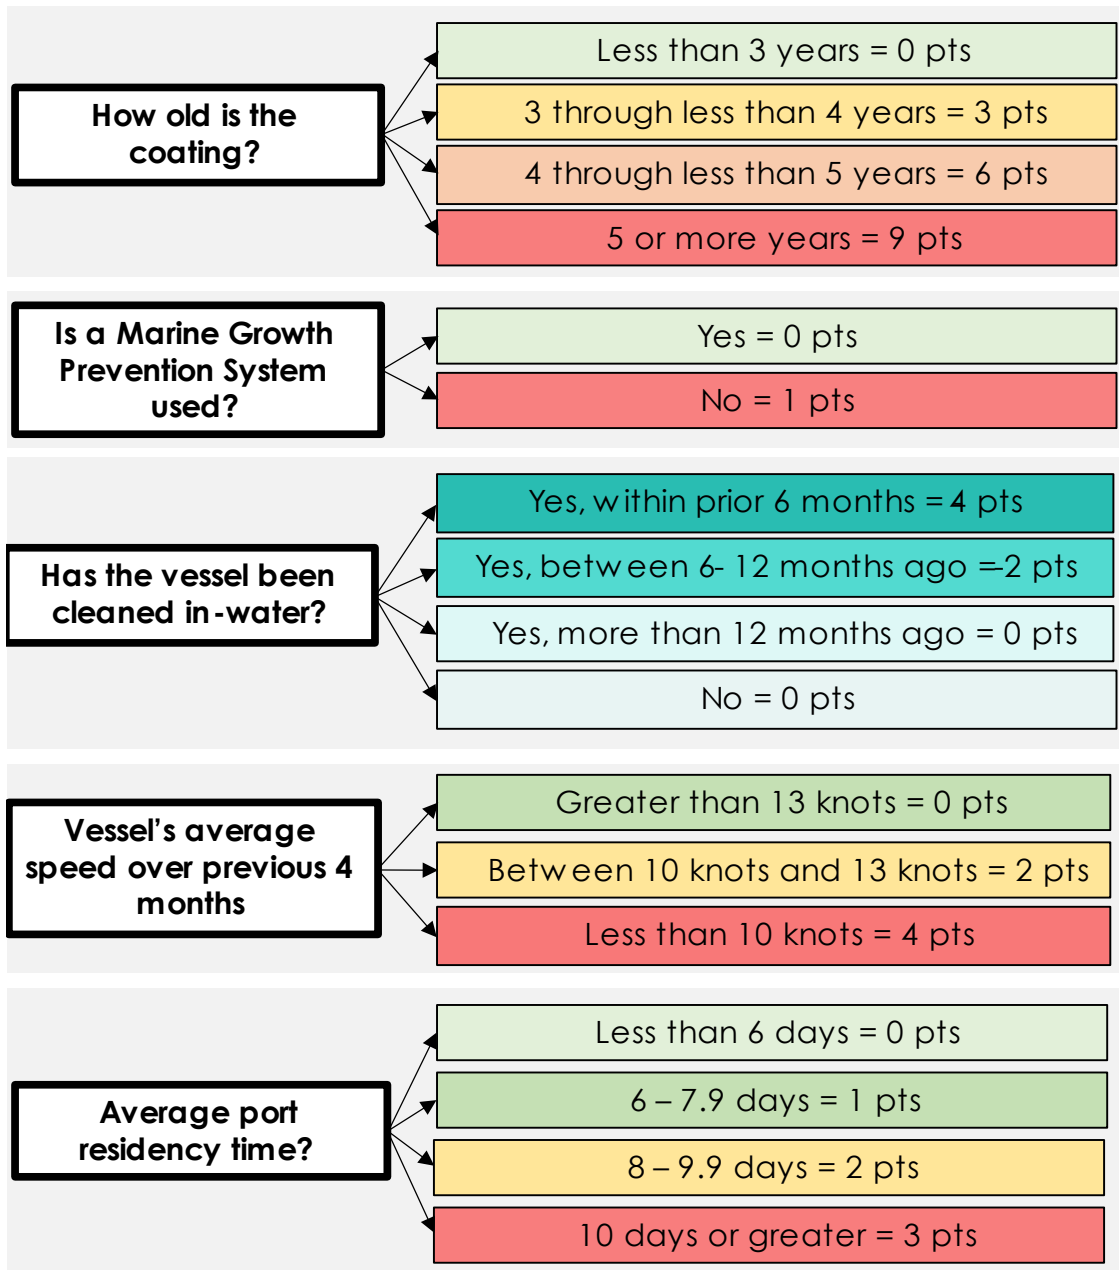 How old is the
coating?
Less than 3 years = 0 pts
3 through less than 4 years = 3 pts
4 through less than 5 years = 6 pts
5 or more years = 9 pts
Is a Marine Growth
Prevention System
used?
Yes = 0 pts
No = 1 pts
Has the vessel been
cleaned in-water?
Yes, within prior 6 months =-4 pts
Yes, between 6- 12 months ago =-2 pts
Yes, more than 12 months ago = 0 pts
No = 0 pts
Vessel’s average
speed over previous 4
months
Greater than 13 knots = 0 pts
Between 10 knots and 13 knots = 2 pts
Less than 10 knots = 4 pts
Average port
residency time?
Less than 6 days = 0 pts
6 – 7.9 days = 1 pts
8 – 9.9 days = 2 pts
10 days or greater = 3 pts